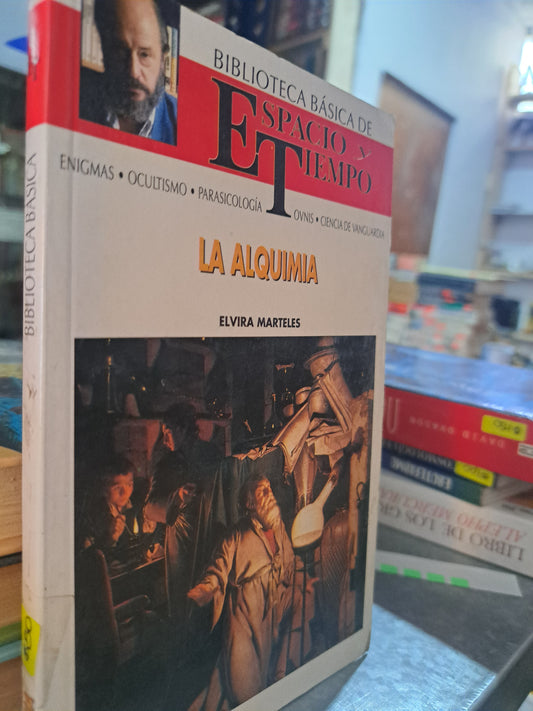 BIBLIOTECA BÁSICA DE
ESPACIO Y
TIEMPO
ENIGMAS • OCULTISMO • PARASICOLOGÍA
OVNIS • CIENCIA DE VANGUARDIA
LA ALQUIMIA
ELVIRA MARTELES
BIBLIOTECA BÁSICA
DAVID
LIBRO DE LOS